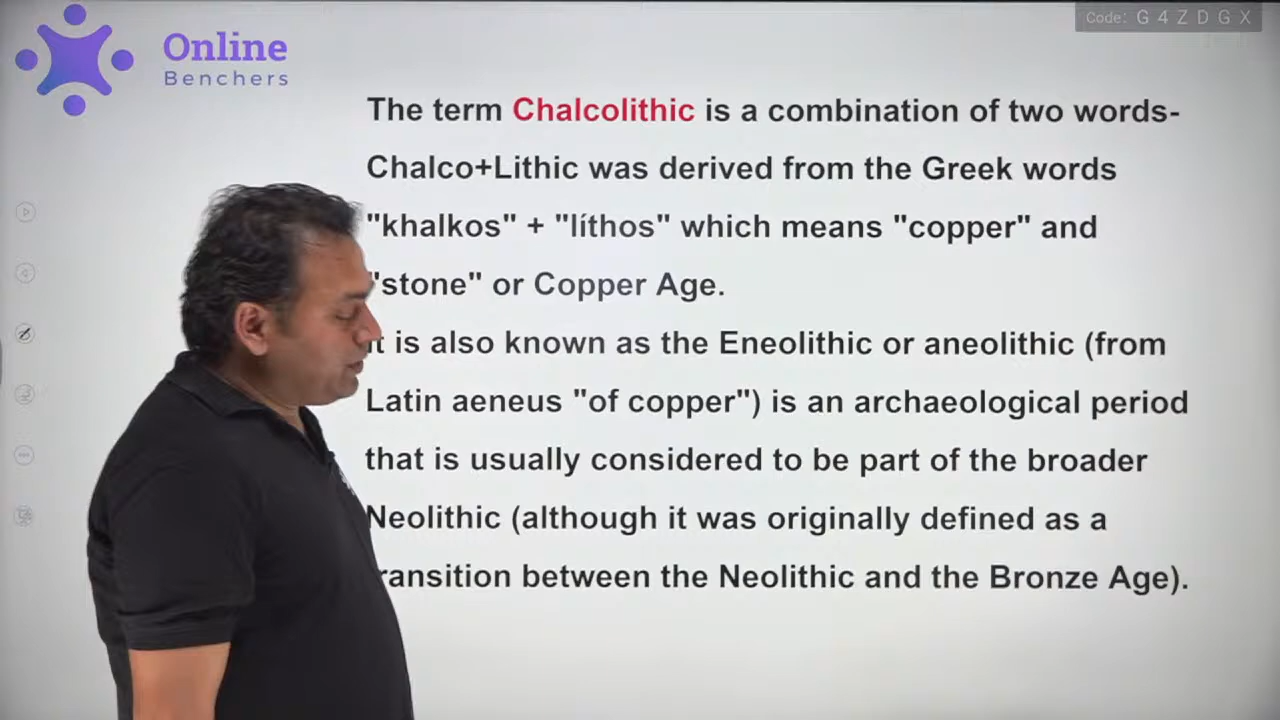 Online
Benchers
Code: G 4 Z D G X
The term Chalcolithic is a combination of two words-
Chalco+Lithic was derived from the Greek words
"khalkos" + "líthos" which means "copper" and
"stone" or Copper Age.
It is also known as the Eneolithic or aneolithic (from
Latin aeneus "of copper") is an archaeological period
that is usually considered to be part of the broader
Neolithic (although it was originally defined as a
transition between the Neolithic and the Bronze Age).